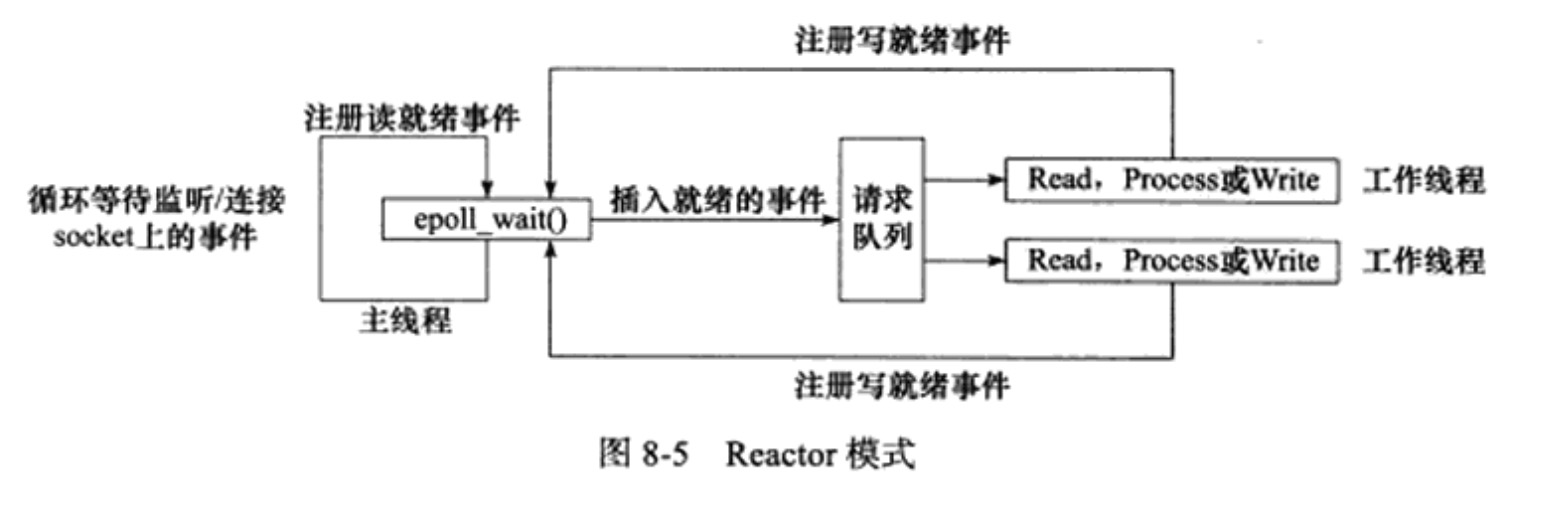 注册写就绪事件
注册读就绪事件
循环等待监听/连接
socket上的事件
epoll_wait()
插入就绪的事件
请求
队列
Read，Process或Write
工作线程
Read，Process或Write
工作线程
主线程
注册写就绪事件
图 8-5 Reactor 模式